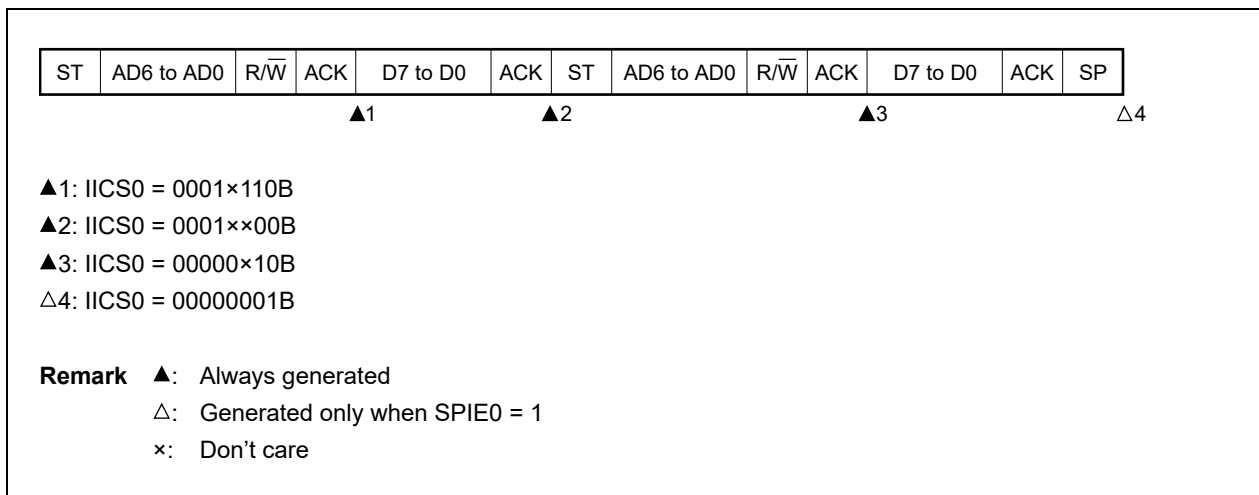 ST AD6 to AD0 R/W̅ ACK D7 to D0 ACK ST AD6 to AD0 R/W̅ ACK D7 to D0 ACK SP
▲1 ▲2 ▲3 △4
▲1: IICS0 = 0001×110B
▲2: IICS0 = 0001××00B
▲3: IICS0 = 00000×10B
△4: IICS0 = 00000001B
Remark ▲: Always generated
△: Generated only when SPIE0 = 1
×: Don't care